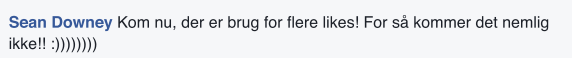 Sean Downey Kom nu, der er brug for flere likes! For så kommer det nemlig
ikke!! :))))))))